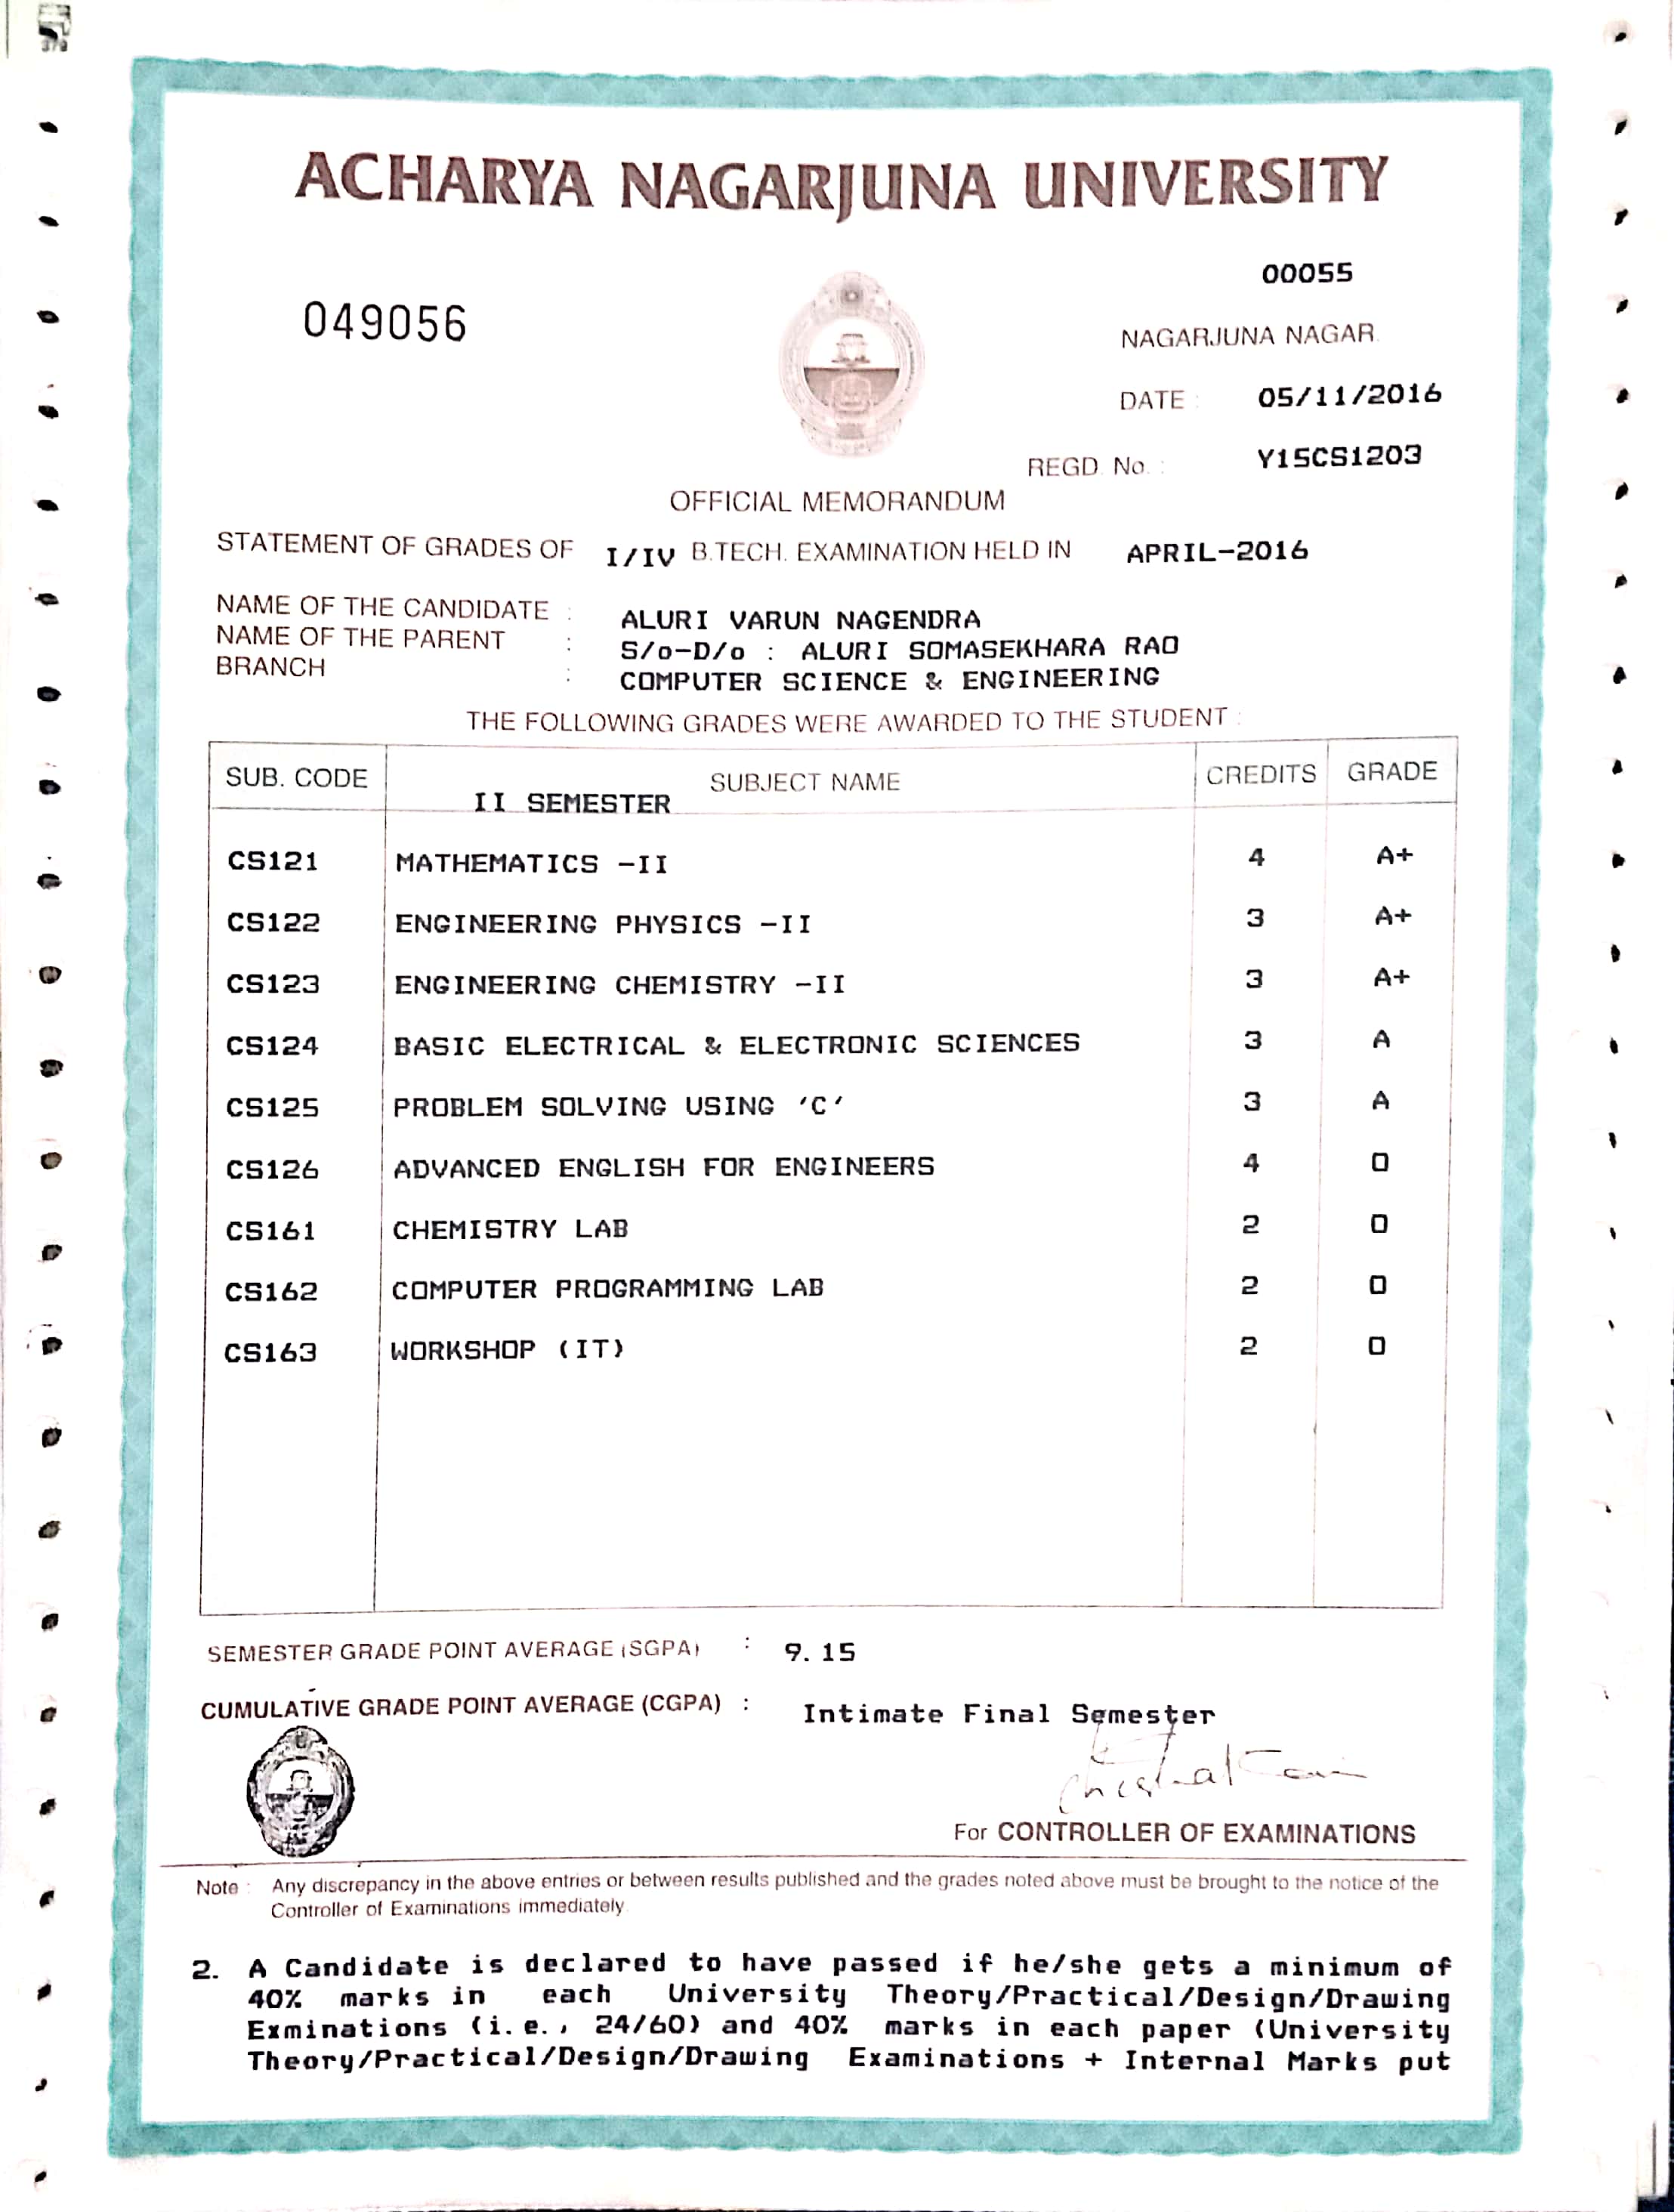 ACHARYA NAGARJUNA UNIVERSITY
00055
049056
NAGARJUNA NAGAR
DATE : 05/11/2016
REGD. No. : Y15CS1203
OFFICIAL MEMORANDUM
STATEMENT OF GRADES OF I/IV B.TECH. EXAMINATION HELD IN APRIL-2016
NAME OF THE CANDIDATE : ALURI VARUN NAGENDRA
NAME OF THE PARENT : S/o-D/o : ALURI SOMASEKHARA RAO
BRANCH : COMPUTER SCIENCE & ENGINEERING
THE FOLLOWING GRADES WERE AWARDED TO THE STUDENT :
SUB. CODE SUBJECT NAME CREDITS GRADE
II SEMESTER
CS121 MATHEMATICS -II 4 A+
CS122 ENGINEERING PHYSICS -II 3 A+
CS123 ENGINEERING CHEMISTRY -II 3 A+
CS124 BASIC ELECTRICAL & ELECTRONIC SCIENCES 3 A
CS125 PROBLEM SOLVING USING 'C' 3 A
CS126 ADVANCED ENGLISH FOR ENGINEERS 4 O
CS161 CHEMISTRY LAB 2 O
CS162 COMPUTER PROGRAMMING LAB 2 O
CS163 WORKSHOP (IT) 2 O
SEMESTER GRADE POINT AVERAGE (SGPA) : 9.15
CUMULATIVE GRADE POINT AVERAGE (CGPA) : Intimate Final Semester
For CONTROLLER OF EXAMINATIONS
Note : Any discrepancy in the above entries or between results published and the grades noted above must be brought to the notice of the
Controller of Examinations immediately.
2. A Candidate is declared to have passed if he/she gets a minimum of
40% marks in each University Theory/Practical/Design/Drawing
Exminations (i.e., 24/60) and 40% marks in each paper (University
Theory/Practical/Design/Drawing Examinations + Internal Marks put